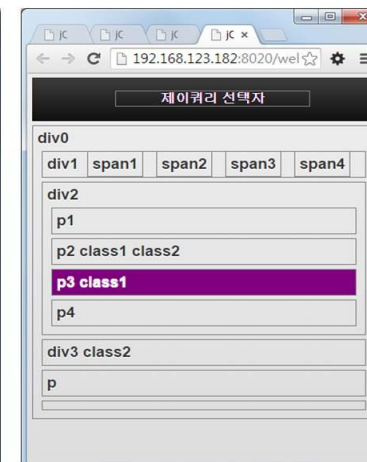 jC jC jC jC ×
192.168.123.182:8020/wel
제이쿼리 선택자
div0
div1 span1 span2 span3 span4
div2
p1
p2 class1 class2
p3 class1
p4
div3 class2
p